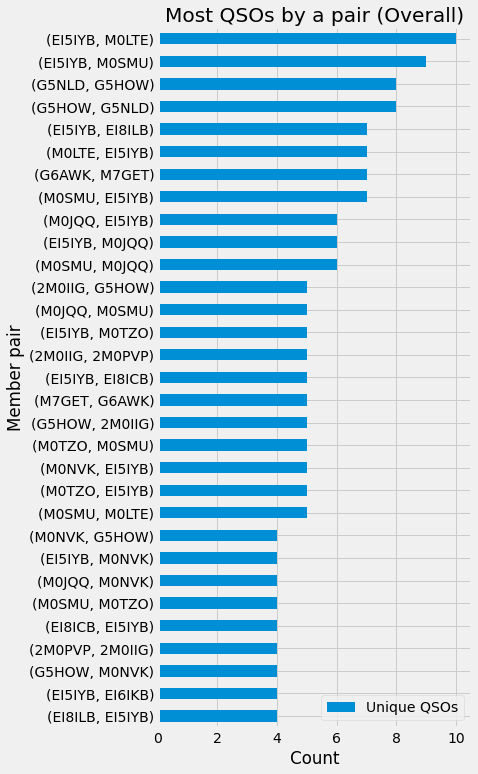 Most QSOs by a pair (Overall)
(EI5IYB, M0LTE)
(EI5IYB, M0SMU)
(G5NLD, G5HOW)
(G5HOW, G5NLD)
(EI5IYB, EI8ILB)
(M0LTE, EI5IYB)
(G6AWK, M7GET)
(M0SMU, EI5IYB)
(M0JQQ, EI5IYB)
(EI5IYB, M0JQQ)
(M0SMU, M0JQQ)
(2M0IIG, G5HOW)
(M0JQQ, M0SMU)
(EI5IYB, M0TZO)
(2M0IIG, 2M0PVP)
(EI5IYB, EI8ICB)
(M7GET, G6AWK)
(G5HOW, 2M0IIG)
(M0TZO, M0SMU)
(M0NVK, EI5IYB)
(M0TZO, EI5IYB)
(M0SMU, M0LTE)
(M0NVK, G5HOW)
(EI5IYB, M0NVK)
(M0JQQ, M0NVK)
(M0SMU, M0TZO)
(EI8ICB, EI5IYB)
(2M0PVP, 2M0IIG)
(G5HOW, M0NVK)
(EI5IYB, EI6IKB)
(EI8ILB, EI5IYB)
Member pair
Unique QSOs
0 2 4 6 8 10
Count